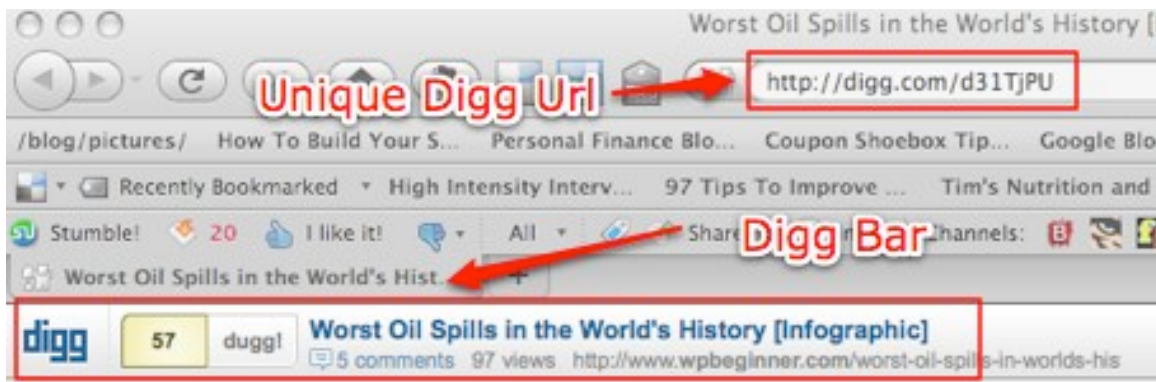 Worst Oil Spills in the World's History [
Unique Digg Url
http://digg.com/d31TjPU
/blog/pictures/ How To Build Your S... Personal Finance Blo... Coupon Shoebox Tip... Google Blo
Recently Bookmarked High Intensity Interv... 97 Tips To Improve ... Tim's Nutrition and
Stumble! 20 I like it! All Share Channels:
Digg Bar
Worst Oil Spills in the World's Hist...
digg 57 dugg! Worst Oil Spills in the World's History [Infographic]
5 comments 97 views http://www.wpbeginner.com/worst-oil-spills-in-worlds-his